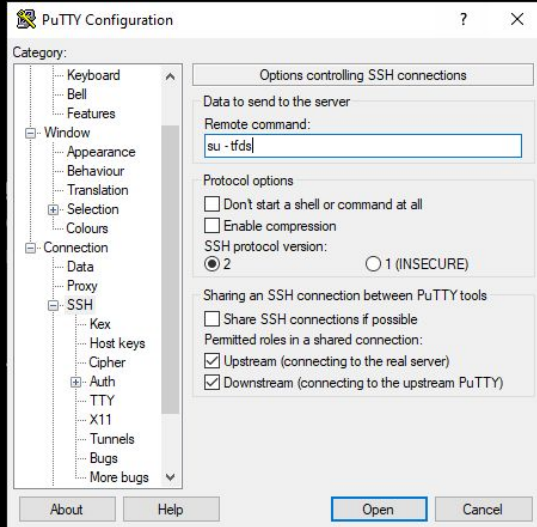 PuTTY Configuration
? ×
Category:
Keyboard
Bell
Features
Window
Appearance
Behaviour
Translation
Selection
Colours
Connection
Data
Proxy
SSH
Kex
Host keys
Cipher
Auth
TTY
X11
Tunnels
Bugs
More bugs
Options controlling SSH connections
Data to send to the server
Remote command:
su - tfds
Protocol options
Don't start a shell or command at all
Enable compression
SSH protocol version:
2 1 (INSECURE)
Sharing an SSH connection between PuTTY tools
Share SSH connections if possible
Permitted roles in a shared connection:
Upstream (connecting to the real server)
Downstream (connecting to the upstream PuTTY)
About Help Open Cancel